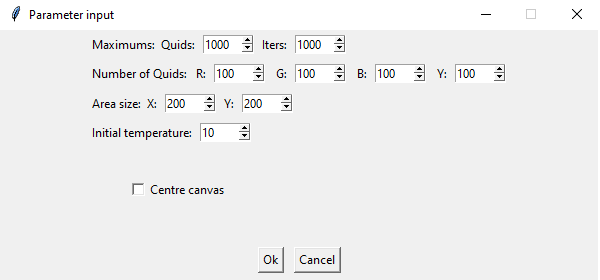 Parameter input
Maximums: Quids: 1000 Iters: 1000
Number of Quids: R: 100 G: 100 B: 100 Y: 100
Area size: X: 200 Y: 200
Initial temperature: 10
Centre canvas
Ok Cancel